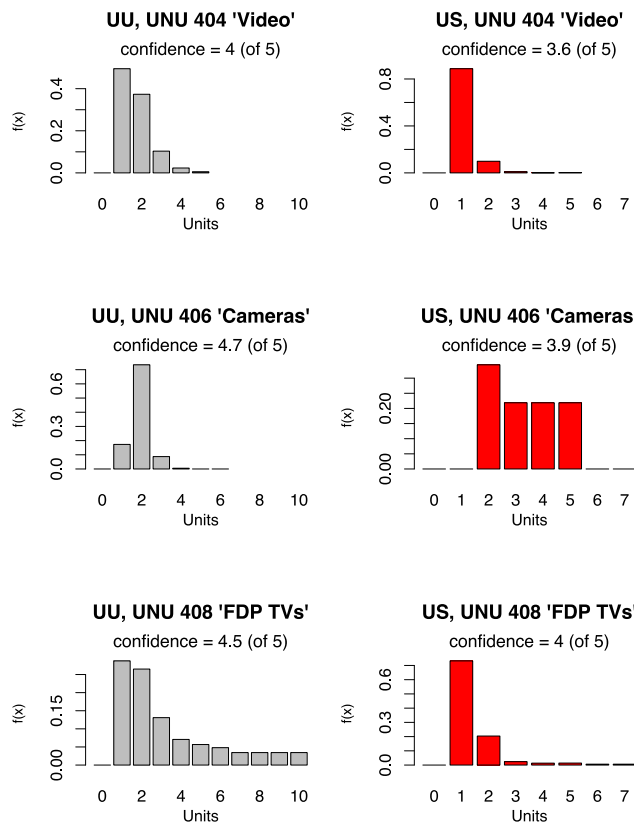 UU, UNU 404 'Video'
confidence = 4 (of 5)
f(x)
0.0 0.2 0.4
0 2 4 6 8 10
Units
US, UNU 404 'Video'
confidence = 3.6 (of 5)
f(x)
0.0 0.4 0.8
0 1 2 3 4 5 6 7
Units
UU, UNU 406 'Cameras'
confidence = 4.7 (of 5)
f(x)
0.0 0.3 0.6
0 2 4 6 8 10
Units
US, UNU 406 'Cameras
confidence = 3.9 (of 5)
f(x)
0.00 0.20
0 1 2 3 4 5 6 7
Units
UU, UNU 408 'FDP TVs'
confidence = 4.5 (of 5)
f(x)
0.00 0.15
0 2 4 6 8 10
Units
US, UNU 408 'FDP TVs'
confidence = 4 (of 5)
f(x)
0.0 0.3 0.6
0 1 2 3 4 5 6 7
Units